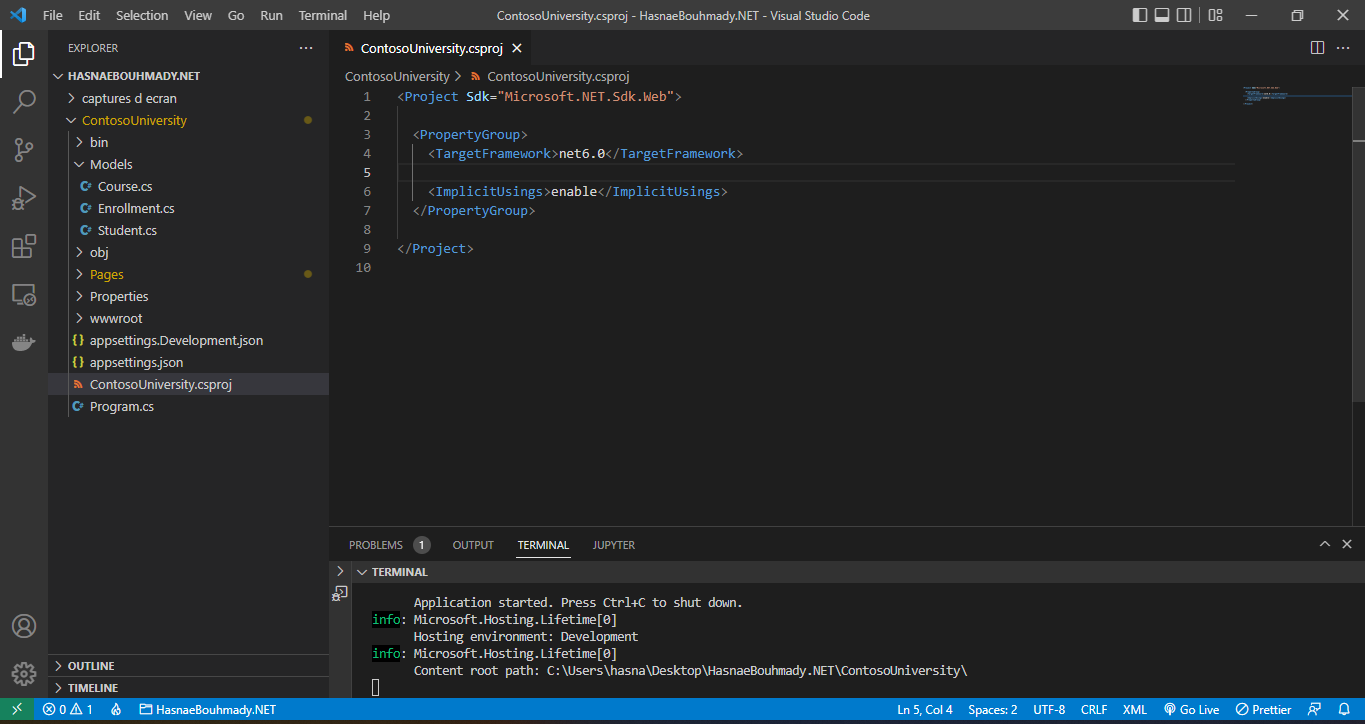 File Edit Selection View Go Run Terminal Help ContosoUniversity.csproj - HasnaeBouhmady.NET - Visual Studio Code
EXPLORER
HASNAEBOUHMADY.NET
captures d ecran
ContosoUniversity
bin
Models
C# Course.cs
C# Enrollment.cs
C# Student.cs
obj
Pages
Properties
wwwroot
{} appsettings.Development.json
{} appsettings.json
ContosoUniversity.csproj
C# Program.cs
OUTLINE
TIMELINE
ContosoUniversity.csproj
ContosoUniversity > ContosoUniversity.csproj
1 <Project Sdk="Microsoft.NET.Sdk.Web">
2
3 <PropertyGroup>
4 <TargetFramework>net6.0</TargetFramework>
5
6 <ImplicitUsings>enable</ImplicitUsings>
7 </PropertyGroup>
8
9 </Project>
10
PROBLEMS 1 OUTPUT TERMINAL JUPYTER
TERMINAL
Application started. Press Ctrl+C to shut down.
info: Microsoft.Hosting.Lifetime[0]
Hosting environment: Development
info: Microsoft.Hosting.Lifetime[0]
Content root path: C:\Users\hasna\Desktop\HasnaeBouhmady.NET\ContosoUniversity\
0 1 HasnaeBouhmady.NET Ln 5, Col 4 Spaces: 2 UTF-8 CRLF XML Go Live Prettier